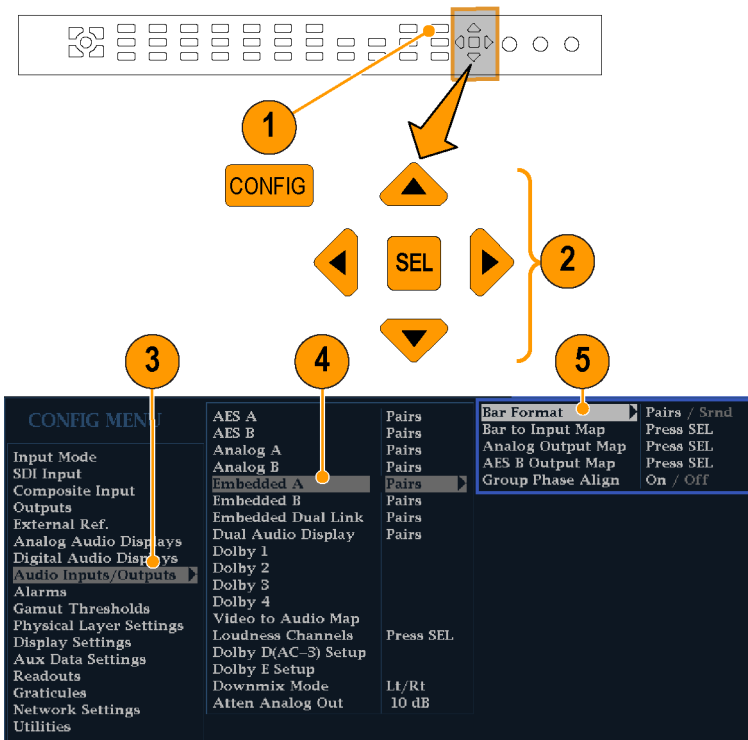 1
CONFIG
SEL
2
3
4
5
CONFIG MENU
Input Mode
SDI Input
Composite Input
Outputs
External Ref.
Analog Audio Displays
Digital Audio Displays
Audio Inputs/Outputs
Alarms
Gamut Thresholds
Physical Layer Settings
Display Settings
Aux Data Settings
Readouts
Graticules
Network Settings
Utilities
AES A Pairs
AES B Pairs
Analog A Pairs
Analog B Pairs
Embedded A Pairs
Embedded B Pairs
Embedded Dual Link Pairs
Dual Audio Display Pairs
Dolby 1
Dolby 2
Dolby 3
Dolby 4
Video to Audio Map
Loudness Channels Press SEL
Dolby D(AC-3) Setup
Dolby E Setup
Downmix Mode Lt/Rt
Atten Analog Out 10 dB
Bar Format Pairs / Srnd
Bar to Input Map Press SEL
Analog Output Map Press SEL
AES B Output Map Press SEL
Group Phase Align On / Off